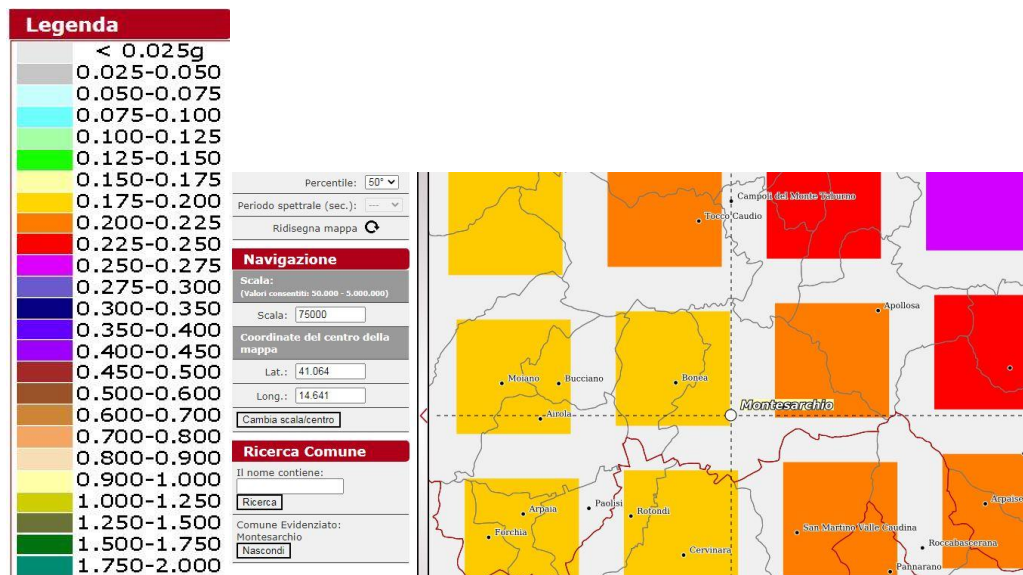 Legenda
< 0.025g
0.025-0.050
0.050-0.075
0.075-0.100
0.100-0.125
0.125-0.150
0.150-0.175
0.175-0.200
0.200-0.225
0.225-0.250
0.250-0.275
0.275-0.300
0.300-0.350
0.350-0.400
0.400-0.450
0.450-0.500
0.500-0.600
0.600-0.700
0.700-0.800
0.800-0.900
0.900-1.000
1.000-1.250
1.250-1.500
1.500-1.750
1.750-2.000
Percentile: 50°
Periodo spettrale (sec.): ---
Ridisegna mappa
Navigazione
Scala:
(Valori consentiti: 50.000 - 5.000.000)
Scala: 75000
Coordinate del centro della
mappa
Lat.: 41.064
Long.: 14.641
Cambia scala/centro
Ricerca Comune
Il nome contiene:
Ricerca
Comune Evidenziato:
Montesarchio
Nascondi
Campoli del Monte Taburno
Tocco Caudio
Apollosa
Moiano
Bucciano
Bonea
Montesarchio
Airola
Arpaia
Paolisi
Rotondi
Forchia
Cervinara
San Martino Valle Caudina
Arpaise
Roccabascerana
Pannarano